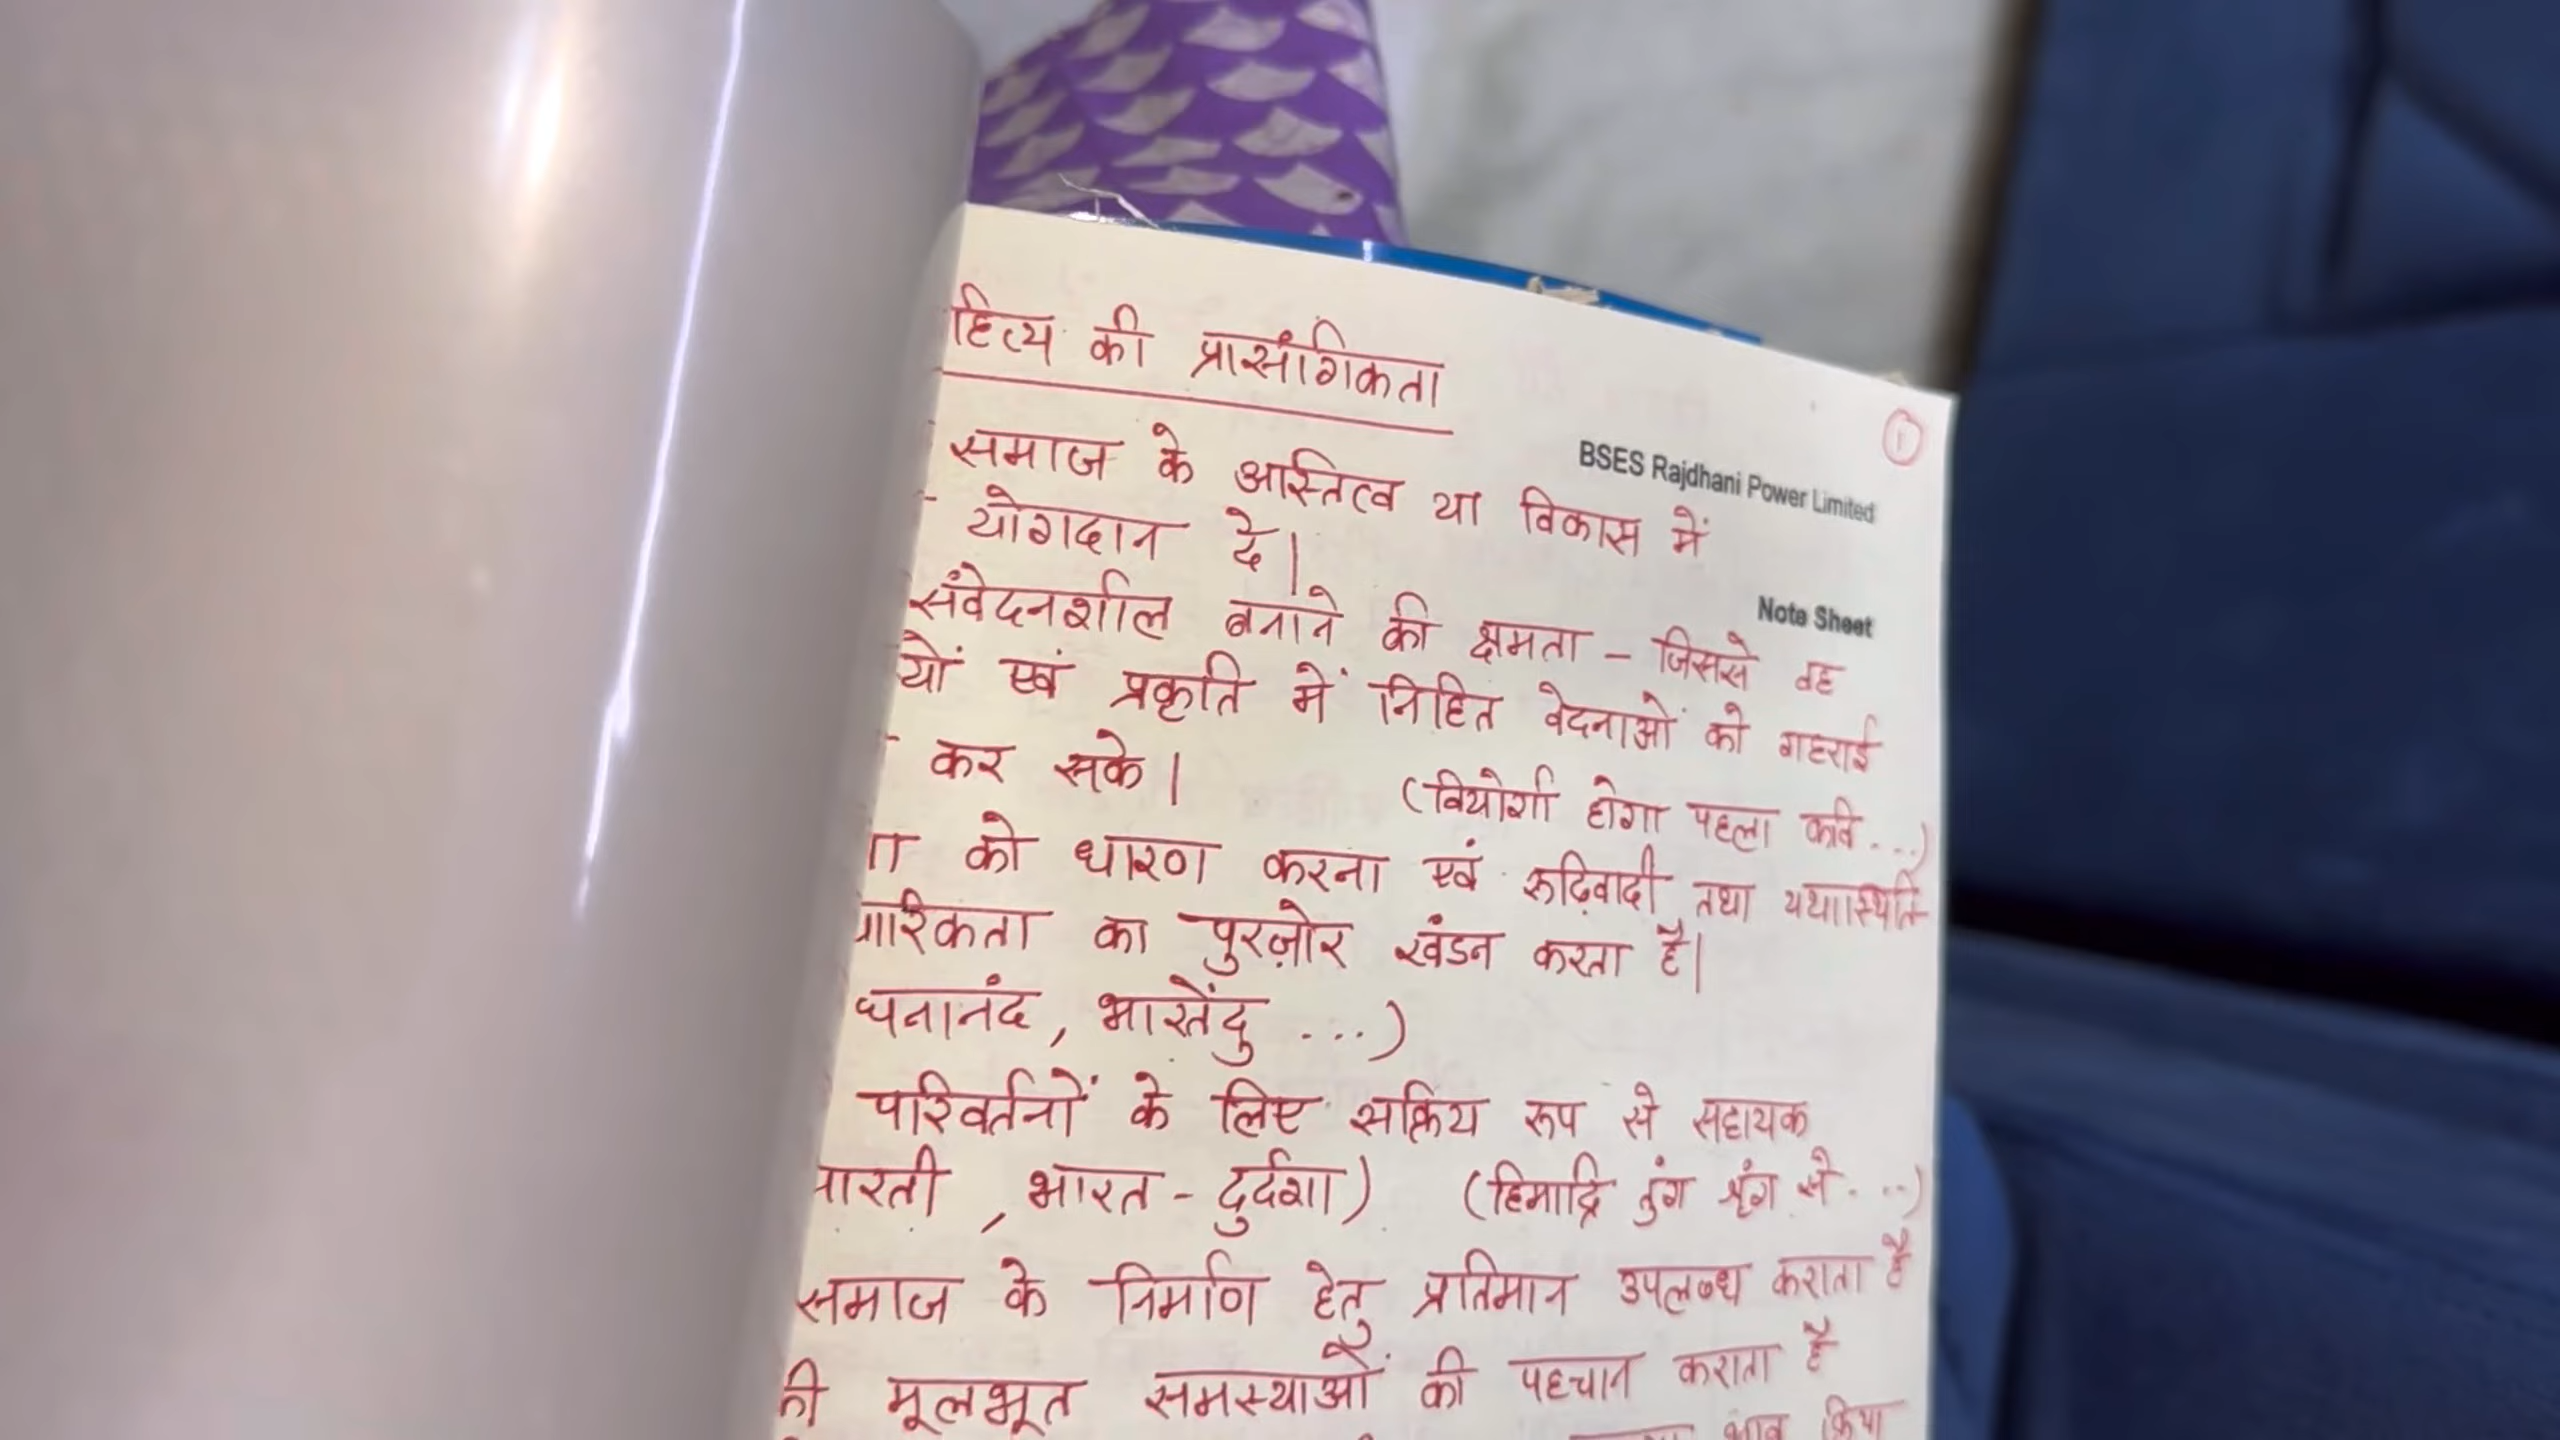 हित्य की प्रासंगिकता
BSES Rajdhani Power Limited
समाज के अस्तित्व या विकास में
योगदान दे।
Note Sheet
संवेदनशील बनाने की क्षमता - जिससे वह
यों एवं प्रकृति में निहित वेदनाओं को गहराई
कर सके।
(वियोगी होगा पहला कवि...)
को धारण करना एवं रूढ़िवादी तथा यथास्थिति
गारिकता का पुरज़ोर खंडन करता है।
घनानंद, भारतेंदु ...)
परिवर्तनों के लिए सक्रिय रूप से सहायक
भारती, भारत-दुर्दशा) (हिमाद्रि तुंग शृंग से...)
समाज के निर्माण हेतु प्रतिमान उपलब्ध कराता है
की मूलभूत समस्याओं की पहचान कराता है